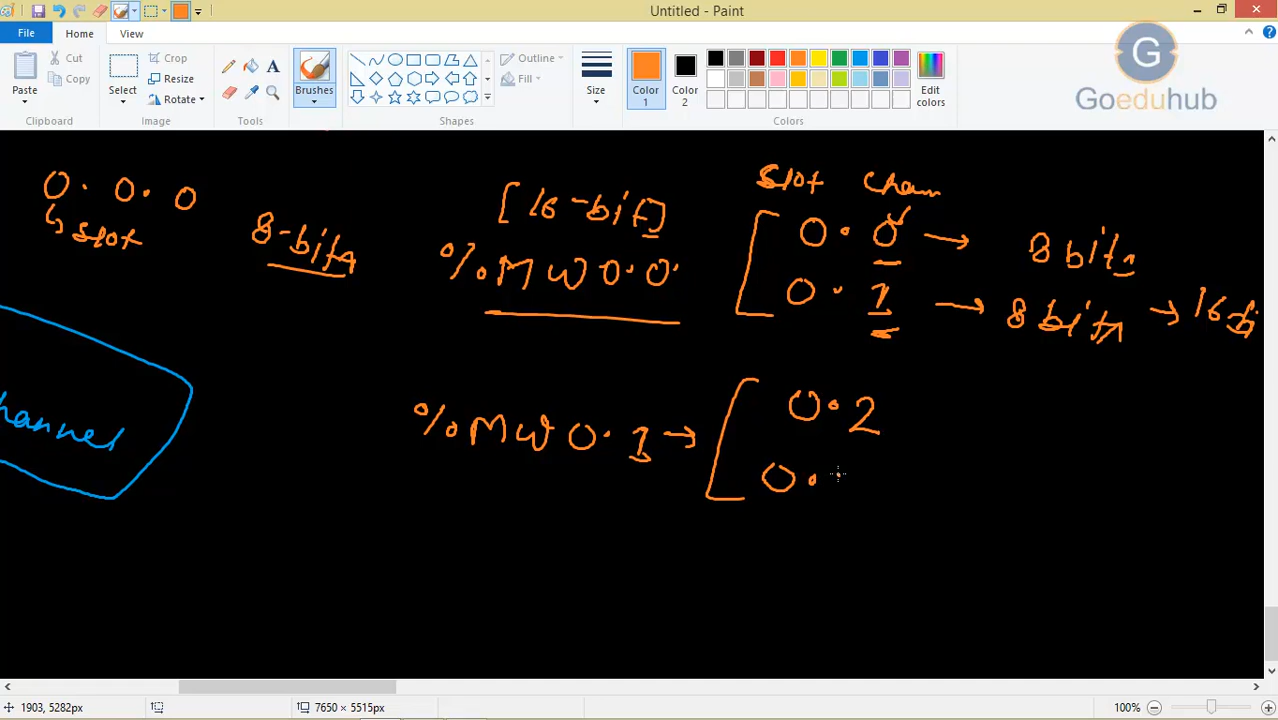 Untitled - Paint
File Home View
Paste
Cut
Copy
Clipboard
Select
Crop
Resize
Rotate
Image
Tools
Brushes
Shapes
Outline
Fill
Size
Color 1
Color 2
Edit colors
Colors
G
Goeduhub
0.0.0
slot
8-bits
[16-bit]
%MW0.0.
slot chan
0.0 → 8 bits
0.1 → 8 bits → 16 bi
hannel
%MW0.1 → 0.2
0.
1903, 5282px
7650 × 5515px
100%